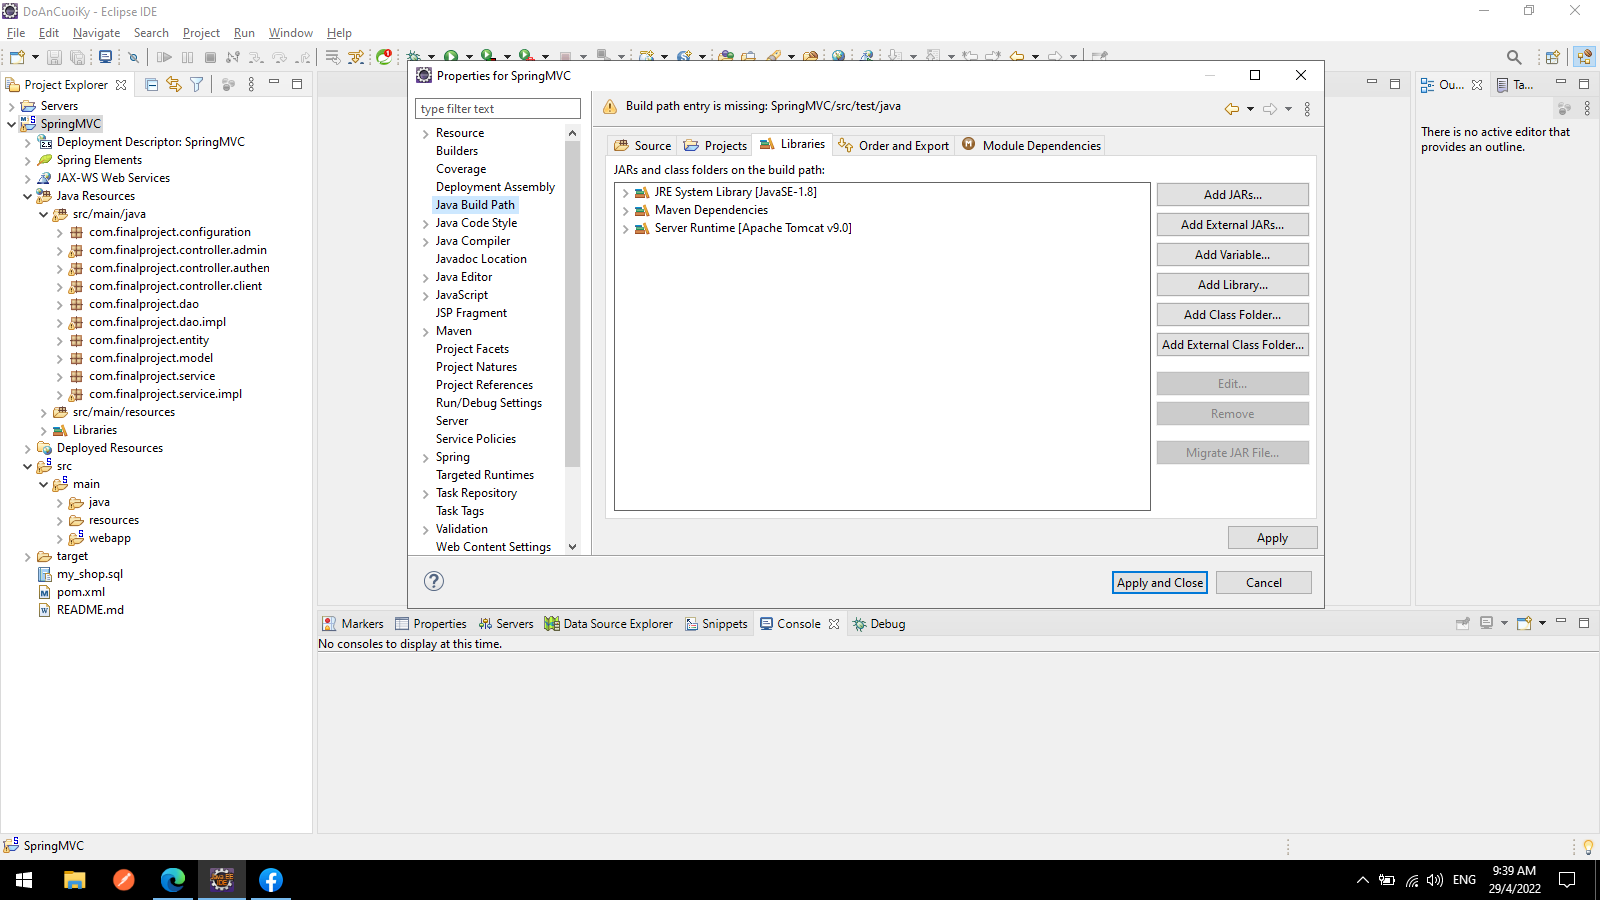 DoAnCuoiKy - Eclipse IDE
File Edit Navigate Search Project Run Window Help
Project Explorer
Servers
SpringMVC
Deployment Descriptor: SpringMVC
Spring Elements
JAX-WS Web Services
Java Resources
src/main/java
com.finalproject.configuration
com.finalproject.controller.admin
com.finalproject.controller.authen
com.finalproject.controller.client
com.finalproject.dao
com.finalproject.dao.impl
com.finalproject.entity
com.finalproject.model
com.finalproject.service
com.finalproject.service.impl
src/main/resources
Libraries
Deployed Resources
src
main
java
resources
webapp
target
my_shop.sql
pom.xml
README.md
Properties for SpringMVC
type filter text
Resource
Builders
Coverage
Deployment Assembly
Java Build Path
Java Code Style
Java Compiler
Javadoc Location
Java Editor
JavaScript
JSP Fragment
Maven
Project Facets
Project Natures
Project References
Run/Debug Settings
Server
Service Policies
Spring
Targeted Runtimes
Task Repository
Task Tags
Validation
Web Content Settings
Build path entry is missing: SpringMVC/src/test/java
Source Projects Libraries Order and Export Module Dependencies
JARs and class folders on the build path:
JRE System Library [JavaSE-1.8]
Maven Dependencies
Server Runtime [Apache Tomcat v9.0]
Add JARs...
Add External JARs...
Add Variable...
Add Library...
Add Class Folder...
Add External Class Folder...
Edit...
Remove
Migrate JAR File...
Apply
Apply and Close Cancel
Ou... Ta...
There is no active editor that
provides an outline.
Markers Properties Servers Data Source Explorer Snippets Console Debug
No consoles to display at this time.
SpringMVC
ENG
9:39 AM
29/4/2022